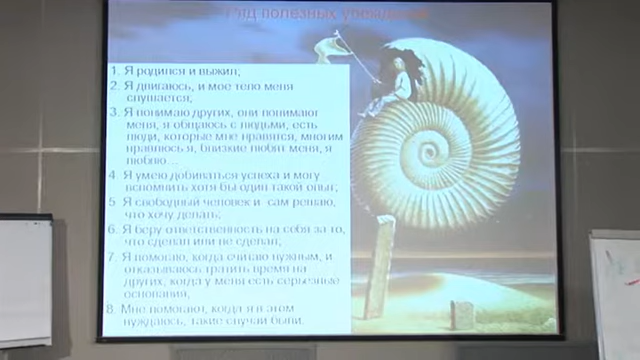 Ряд полезных убеждений
1. Я родился и выжил;
2. Я двигаюсь, и мое тело меня
слушается;
3. Я понимаю других, они понимают
меня, я общаюсь с людьми, есть
люди, которые мне нравятся, многим
нравлюсь я, близкие любят меня, я
люблю...
4. Я умею добиваться успеха и могу
вспомнить хотя бы один такой опыт;
5. Я свободный человек и сам решаю,
что хочу делать;
6. Я беру ответственность на себя за то,
что сделал или не сделал;
7. Я помогаю, когда считаю нужным, и
отказываюсь тратить время на
других, когда у меня есть серьезные
основания;
8. Мне помогают, когда я в этом
нуждаюсь, такие случаи были.